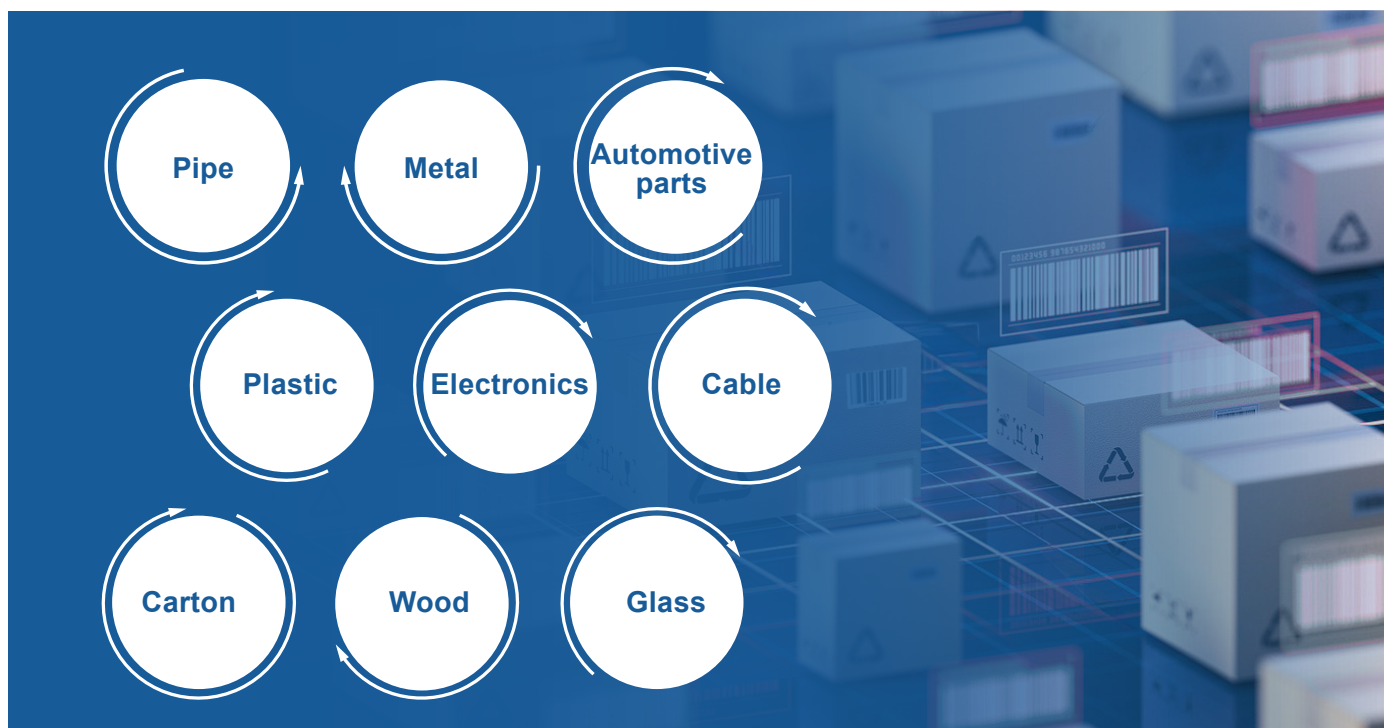 Pipe
Metal
Automotive
parts
Plastic
Electronics
Cable
Carton
Wood
Glass